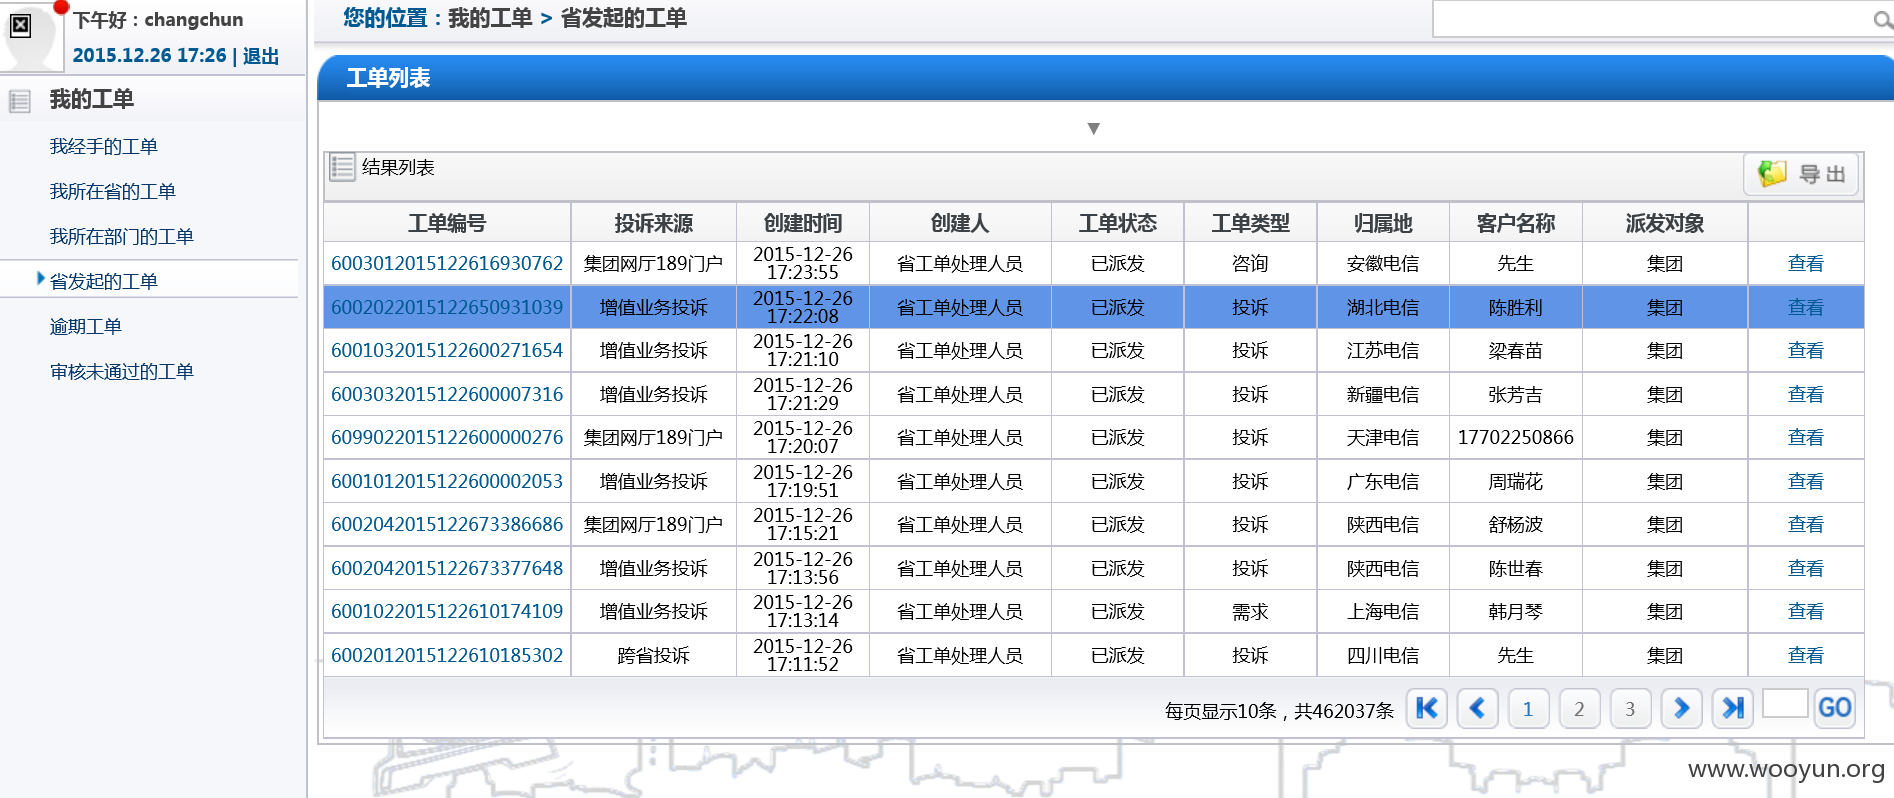 下午好：changchun
2015.12.26 17:26 | 退出
我的工单
我经手的工单
我所在省的工单
我所在部门的工单
省发起的工单
逾期工单
审核未通过的工单
您的位置：我的工单 > 省发起的工单
工单列表
▼
结果列表
导出
工单编号 投诉来源 创建时间 创建人 工单状态 工单类型 归属地 客户名称 派发对象
6003012015122616930762 集团网厅189门户 2015-12-26 17:23:55 省工单处理人员 已派发 咨询 安徽电信 先生 集团 查看
6002022015122650931039 增值业务投诉 2015-12-26 17:22:08 省工单处理人员 已派发 投诉 湖北电信 陈胜利 集团 查看
6001032015122600271654 增值业务投诉 2015-12-26 17:21:10 省工单处理人员 已派发 投诉 江苏电信 梁春苗 集团 查看
6003032015122600007316 增值业务投诉 2015-12-26 17:21:29 省工单处理人员 已派发 投诉 新疆电信 张芳吉 集团 查看
6099022015122600000276 集团网厅189门户 2015-12-26 17:20:07 省工单处理人员 已派发 投诉 天津电信 17702250866 集团 查看
6001012015122600002053 增值业务投诉 2015-12-26 17:19:51 省工单处理人员 已派发 投诉 广东电信 周瑞花 集团 查看
6002042015122673386686 集团网厅189门户 2015-12-26 17:15:21 省工单处理人员 已派发 投诉 陕西电信 舒杨波 集团 查看
6002042015122673377648 增值业务投诉 2015-12-26 17:13:56 省工单处理人员 已派发 投诉 陕西电信 陈世春 集团 查看
6001022015122610174109 增值业务投诉 2015-12-26 17:13:14 省工单处理人员 已派发 需求 上海电信 韩月琴 集团 查看
6002012015122610185302 跨省投诉 2015-12-26 17:11:52 省工单处理人员 已派发 投诉 四川电信 先生 集团 查看
每页显示10条，共462037条 1 2 3 GO
www.wooyun.org